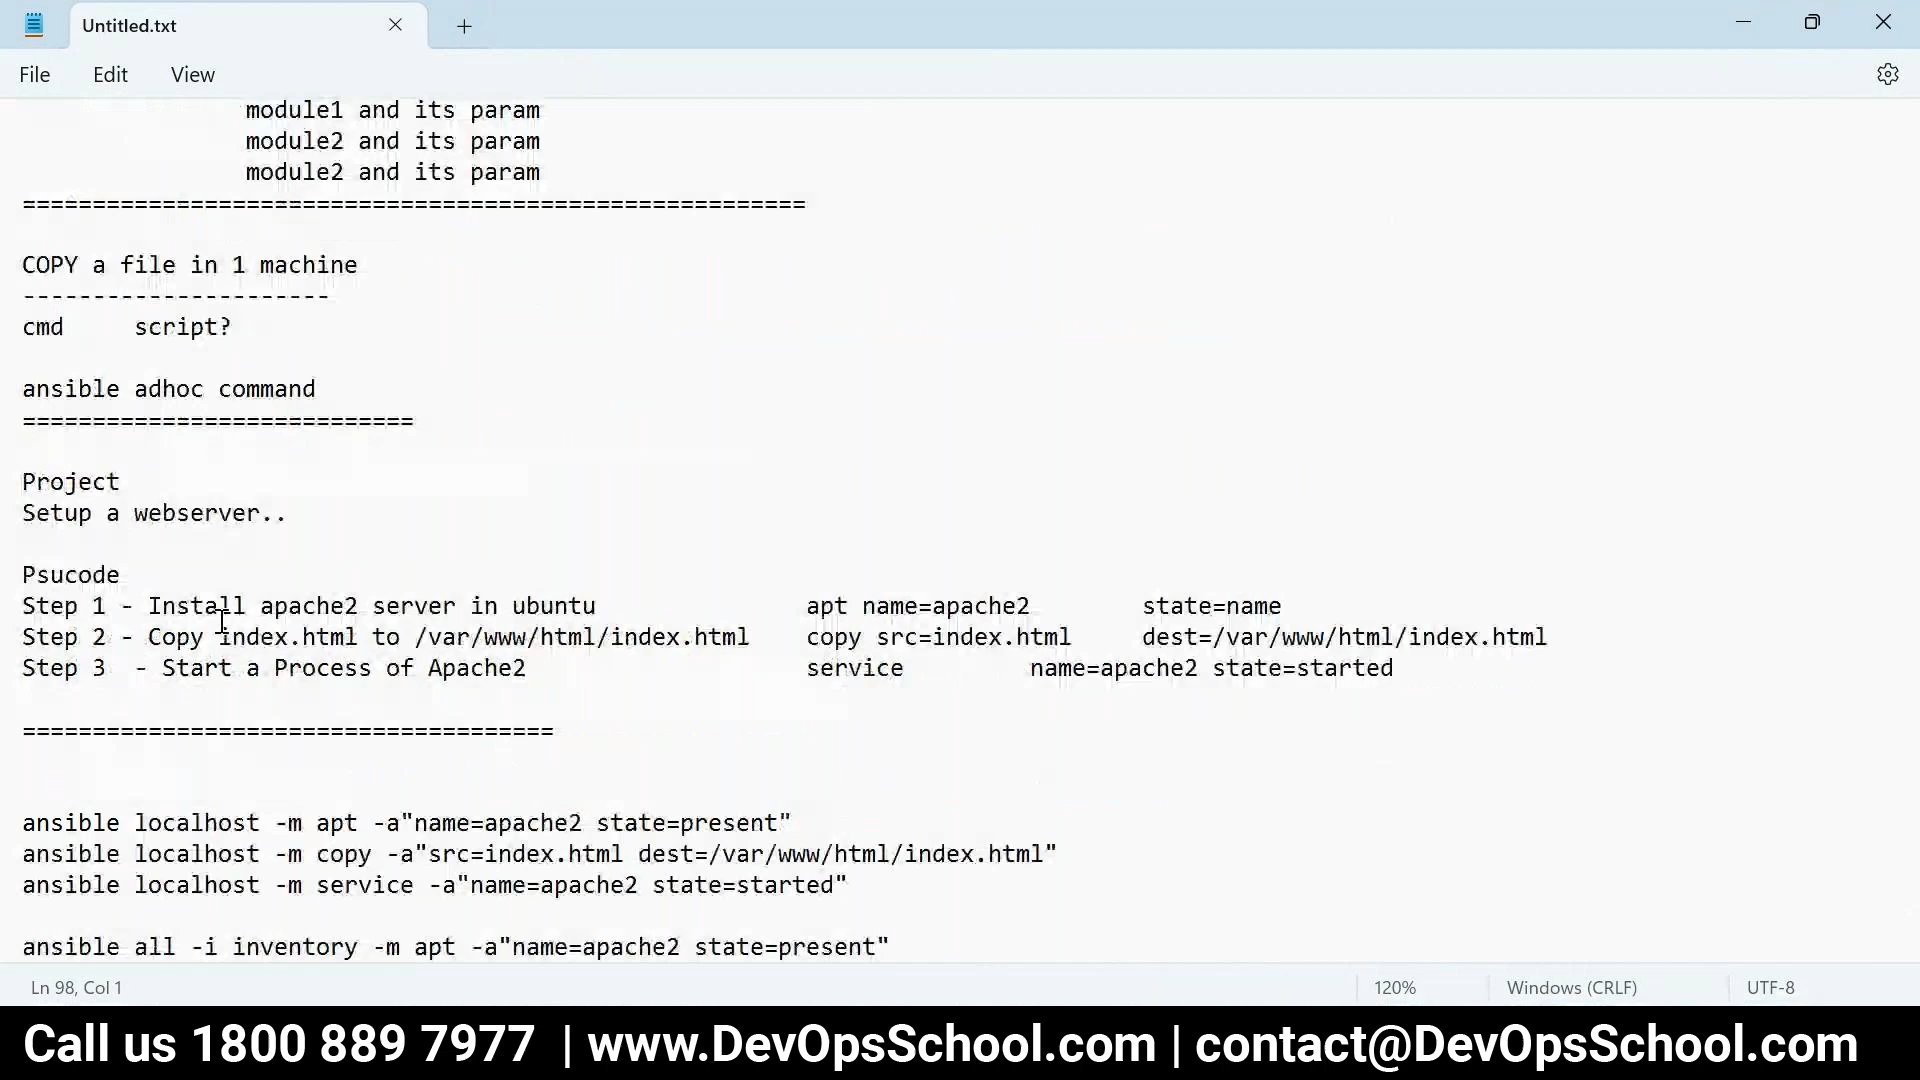 Untitled.txt
File Edit View
module1 and its param
module2 and its param
module2 and its param
========================================================
COPY a file in 1 machine
----------------------
cmd script?
ansible adhoc command
============================
Project
Setup a webserver..
Psucode
Step 1 - Install apache2 server in ubuntu apt name=apache2 state=name
Step 2 - Copy index.html to /var/www/html/index.html copy src=index.html dest=/var/www/html/index.html
Step 3 - Start a Process of Apache2 service name=apache2 state=started
======================================
ansible localhost -m apt -a"name=apache2 state=present"
ansible localhost -m copy -a"src=index.html dest=/var/www/html/index.html"
ansible localhost -m service -a"name=apache2 state=started"
ansible all -i inventory -m apt -a"name=apache2 state=present"
Ln 98, Col 1 120% Windows (CRLF) UTF-8
Call us 1800 889 7977 | www.DevOpsSchool.com | contact@DevOpsSchool.com